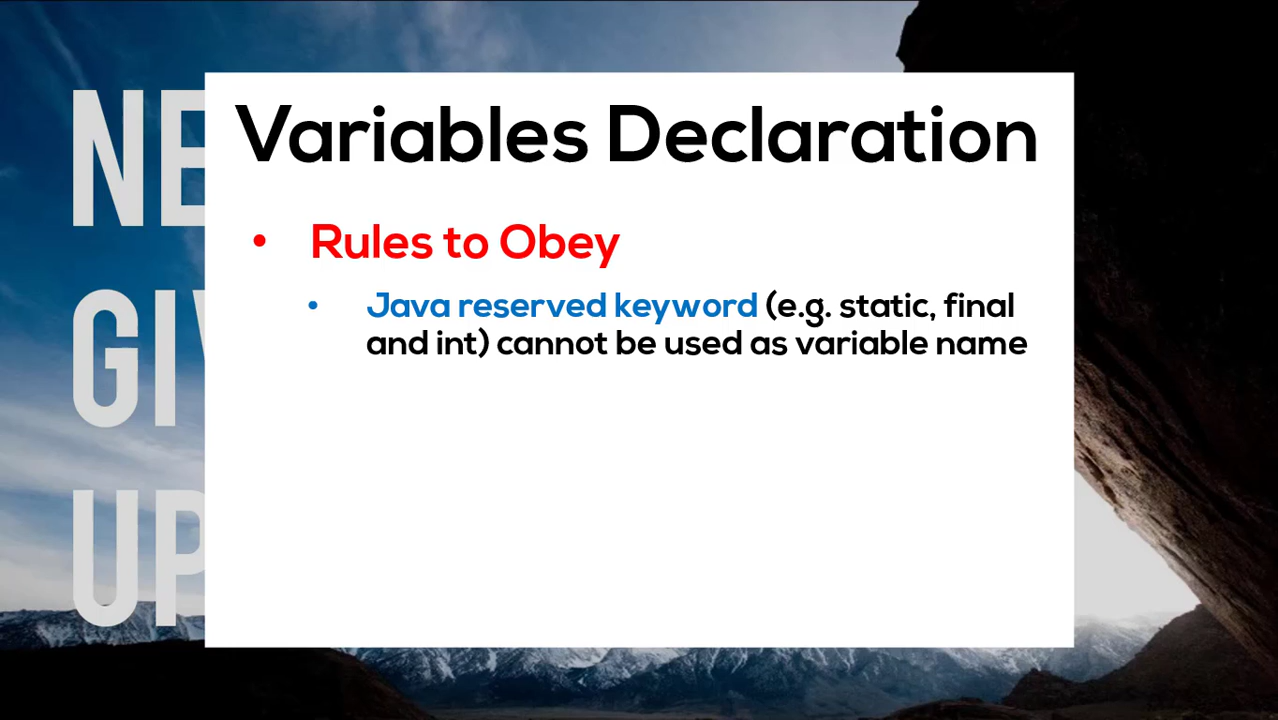 NE
GIV
UP
Variables Declaration
• Rules to Obey
• Java reserved keyword (e.g. static, final
and int) cannot be used as variable name